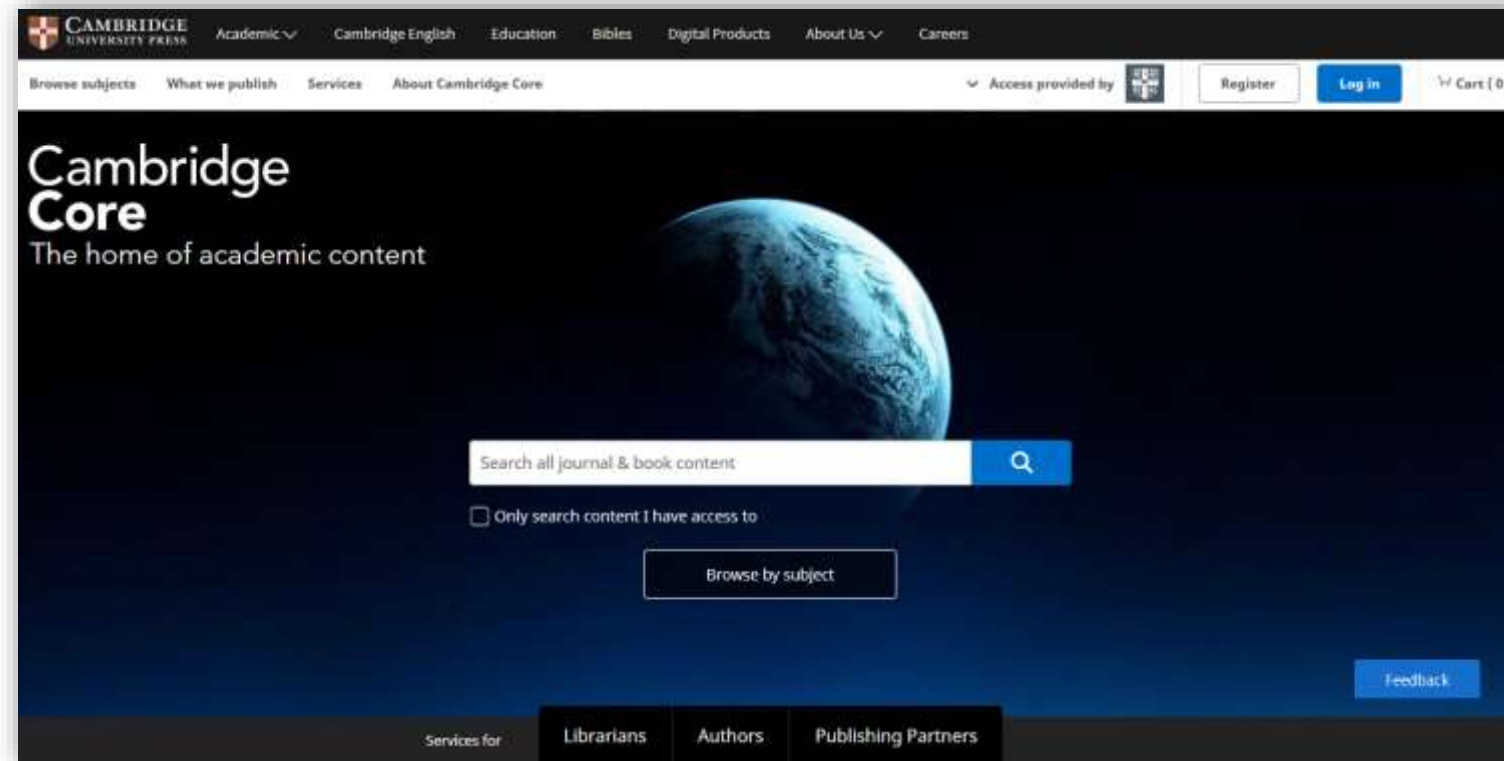 CAMBRIDGE UNIVERSITY PRESS Academic Cambridge English Education Bibles Digital Products About Us Careers
Browse subjects What we publish Services About Cambridge Core Access provided by Register Log in Cart ( 0
Cambridge
Core
The home of academic content
Search all journal & book content
Only search content I have access to
Browse by subject
Feedback
Services for Librarians Authors Publishing Partners